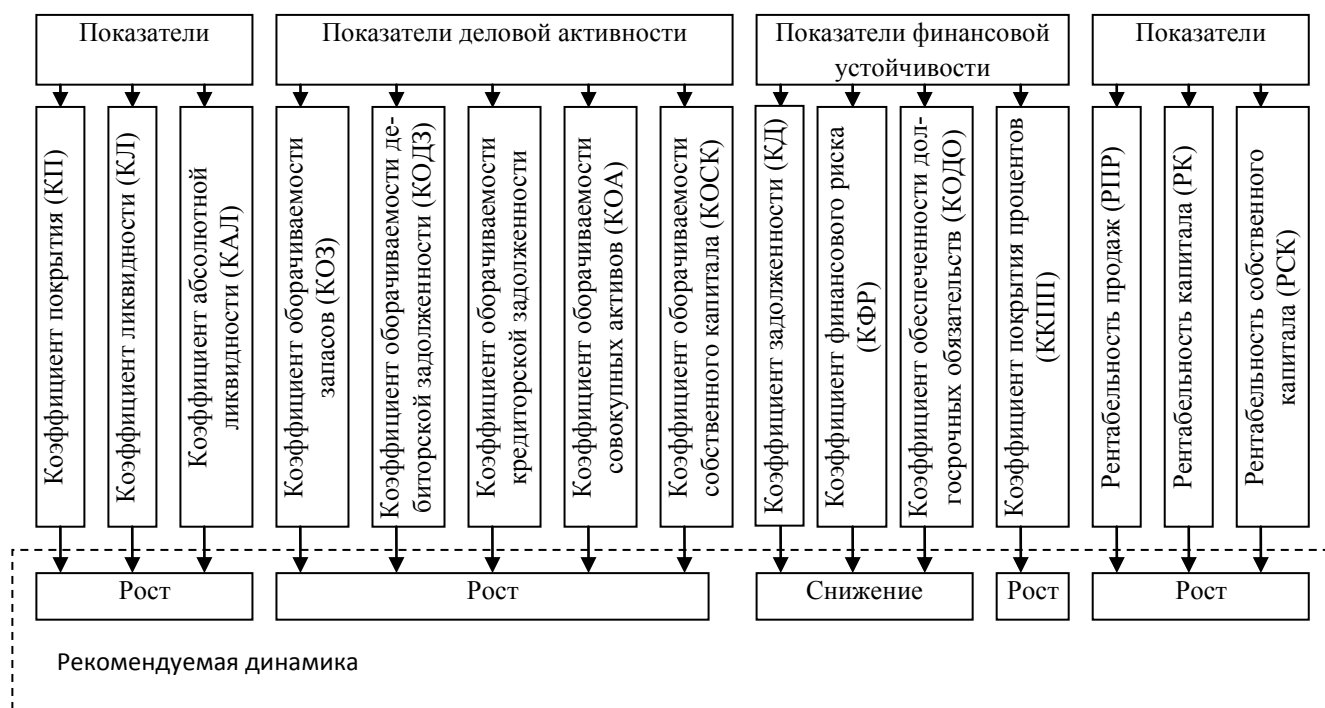 Показатели
Показатели деловой активности
Показатели финансовой
устойчивости
Показатели
Коэффициент покрытия (КП)
Коэффициент ликвидности (КЛ)
Коэффициент абсолютной
ликвидности (КАЛ)
Коэффициент оборачиваемости
запасов (КОЗ)
Коэффициент оборачиваемости де-
биторской задолженности (КОДЗ)
Коэффициент оборачиваемости
кредиторской задолженности
Коэффициент оборачиваемости
совокупных активов (КОА)
Коэффициент оборачиваемости
собственного капитала (КОСК)
Коэффициент задолженности (КД)
Коэффициент финансового риска
(КФР)
Коэффициент обеспеченности дол-
госрочных обязательств (КОДО)
Коэффициент покрытия процентов
(ККПП)
Рентабельность продаж (РПР)
Рентабельность капитала (РК)
Рентабельность собственного
капитала (РСК)
Рост
Рост
Снижение
Рост
Рост
Рекомендуемая динамика